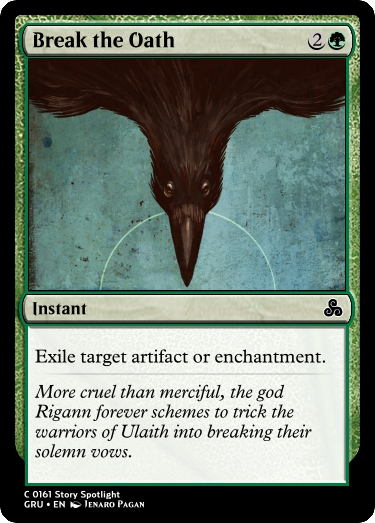 Break the Oath 2
Instant
Exile target artifact or enchantment.
More cruel than merciful, the god
Rigann forever schemes to trick the
warriors of Ulaith into breaking their
solemn vows.
C 0161 Story Spotlight
GRU • EN Jenaro Pagan